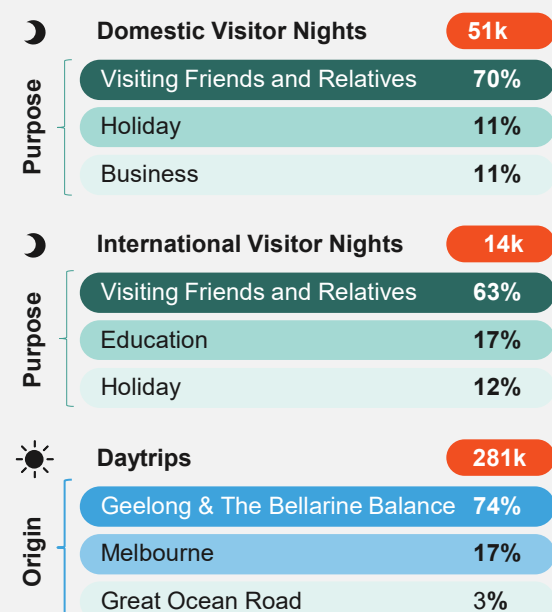 Domestic Visitor Nights 51k
Purpose
Visiting Friends and Relatives 70%
Holiday 11%
Business 11%
International Visitor Nights 14k
Purpose
Visiting Friends and Relatives 63%
Education 17%
Holiday 12%
Daytrips 281k
Origin
Geelong & The Bellarine Balance 74%
Melbourne 17%
Great Ocean Road 3%